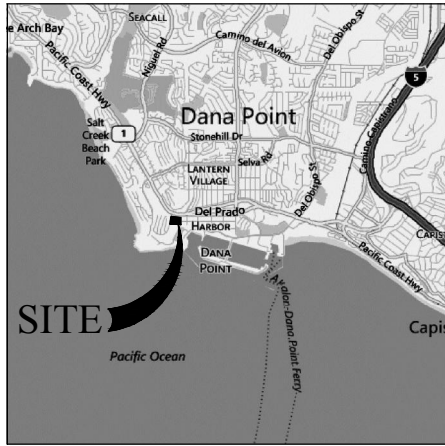 SEACALL
e Arch Bay
Camino del Avion
Del Obispo St
Pacific Coast Hwy
Niguel Rd
5
Dana Point
Salt
Creek
Beach
Park
1
Stonehill Dr
Camino Capistrano
Selva Rd
LANTERN
VILLAGE
Del Obispo St
Del Prado
HARBOR
CAPIST
DANA
POINT
Pacific Coast Hwy
SITE
Avalon-Dana Point Ferry
Capis
Pacific Ocean